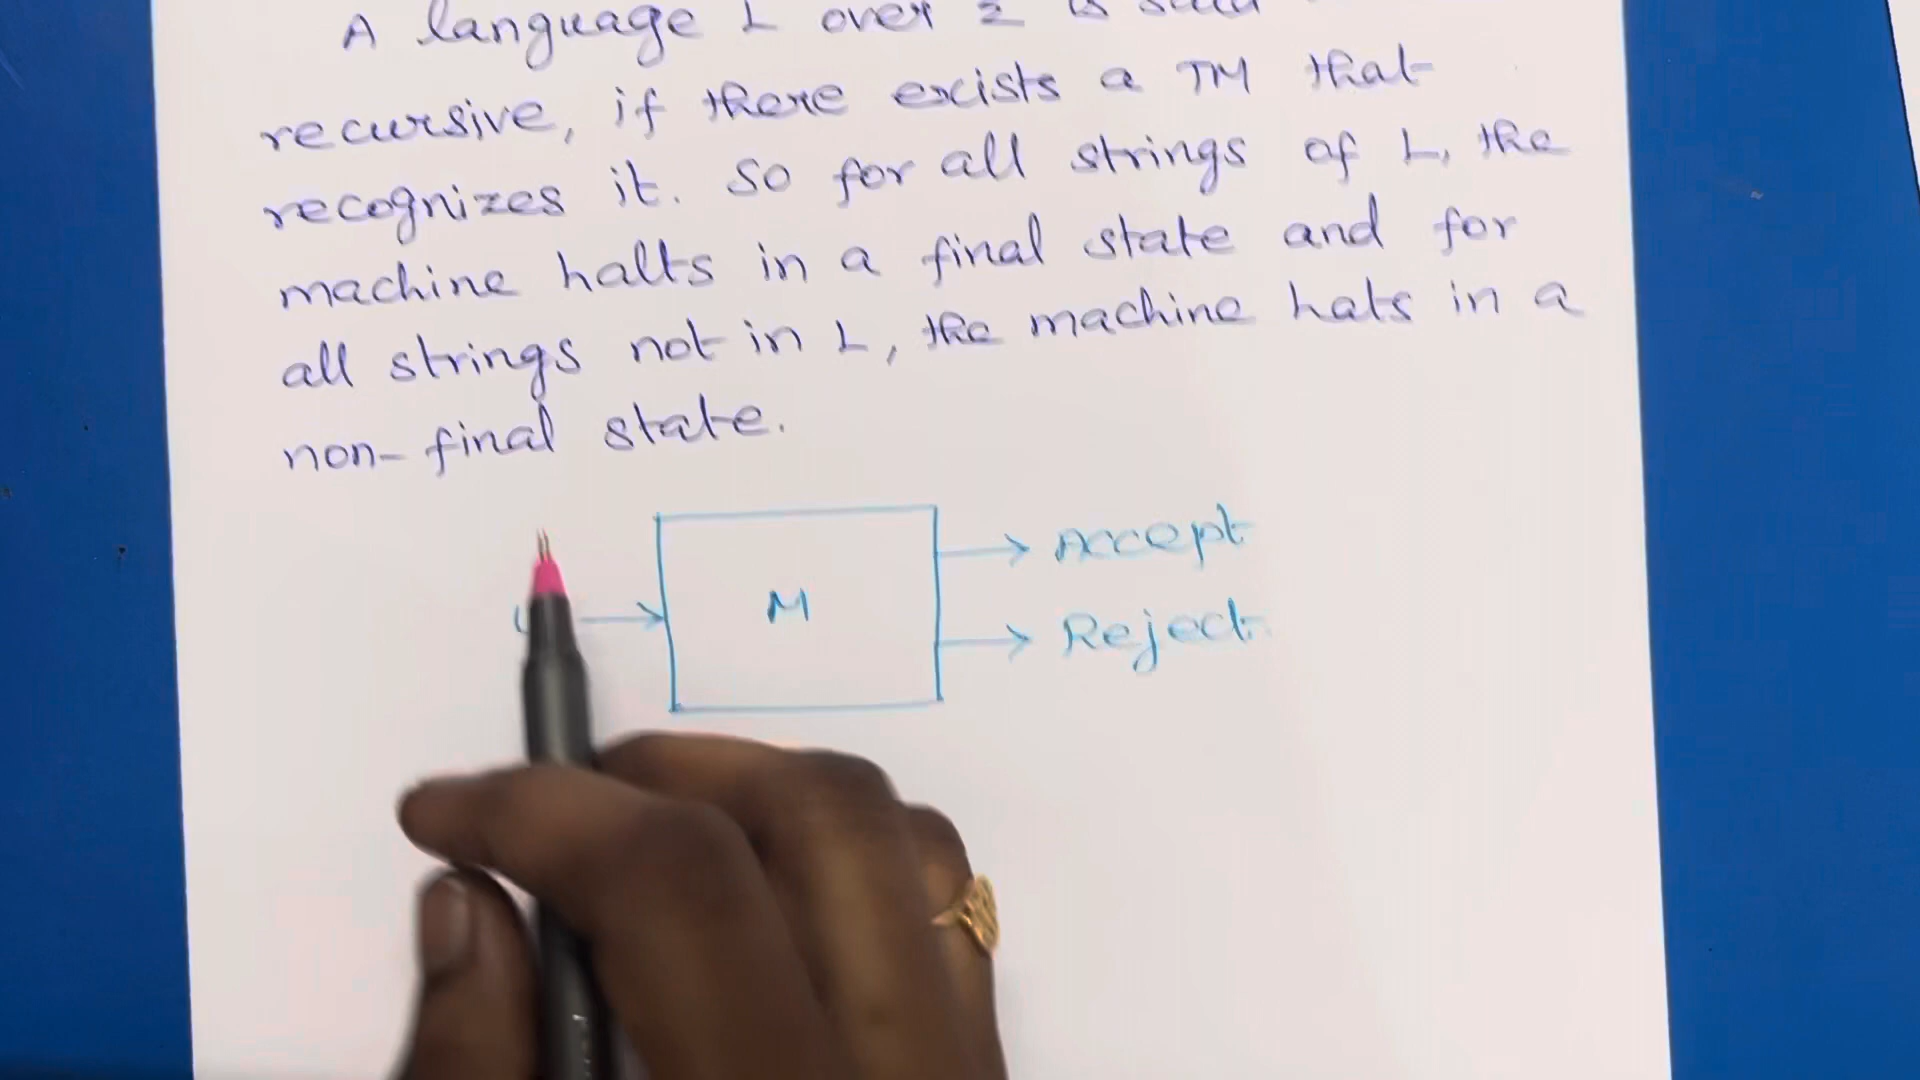 A language L over Σ is said
recursive, if there exists a TM that
recognizes it. So for all strings of L, the
machine halts in a final state and for
all strings not in L, the machine hats in a
non-final state.
Accept
M
Reject